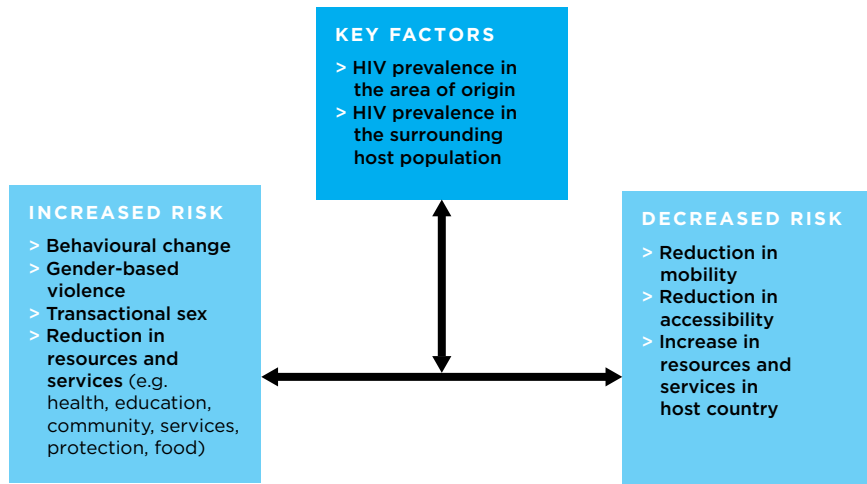 KEY FACTORS
> HIV prevalence in
the area of origin
> HIV prevalence in
the surrounding
host population
INCREASED RISK
> Behavioural change
> Gender-based
violence
> Transactional sex
> Reduction in
resources and
services (e.g.
health, education,
community, services,
protection, food)
DECREASED RISK
> Reduction in
mobility
> Reduction in
accessibility
> Increase in
resources and
services in
host country